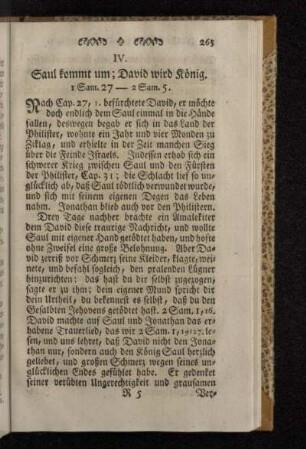 265
IV.
Saul kommt um; David wird König.
1 Sam. 27 — 2 Sam. 5.
Nach Cap. 27, 1. befürchtete David, er möchte
doch endlich dem Saul einmal in die Hände
fallen, deswegen begab er sich in das Land der
Philister, wohnte ein Jahr und vier Monden zu
Ziklag, und erhielte in der Zeit manchen Sieg
über die Feinde Israels. Indessen erhob sich ein
schwerer Krieg zwischen Saul und den Fürsten
der Philister, Cap. 31; die Schlacht lief so un-
glücklich ab, daß Saul tödtlich verwundet wurde,
und sich mit seinem eigenen Degen das Leben
nahm. Jonathan blieb auch vor den Philistern.
Drey Tage nachher brachte ein Amalekiter
dem David diese traurige Nachricht, und wollte
Saul mit eigener Hand getödtet haben, und hofte
ohne Zweifel eine grosse Belohnung. Aber Da-
vid zerriß vor Schmerz seine Kleider, klagte, weine-
te, und befahl sogleich, den pralenden Lügner
hinzurichten: das hast du dir selbst zugezogen,
sagte er zu ihm; dein eigener Mund spricht dir
dein Urtheil, du bekennest es selbst, daß du den
Gesalbten Jehovens getödtet hast. 2 Sam. 1, 16.
David machte auf Saul und Jonathan das er-
habene Trauerlied, das wir 2 Sam. 1, 19:27. le-
sen, und uns lehret, daß David nicht den Jona-
than nur, sondern auch den König Saul herzlich
geliebet, und großen Schmerz wegen seines un-
glücklichen Endes gefühlet habe. Er gedenket
seiner verübten Ungerechtigkeit und grausamen
R 5 Ver-